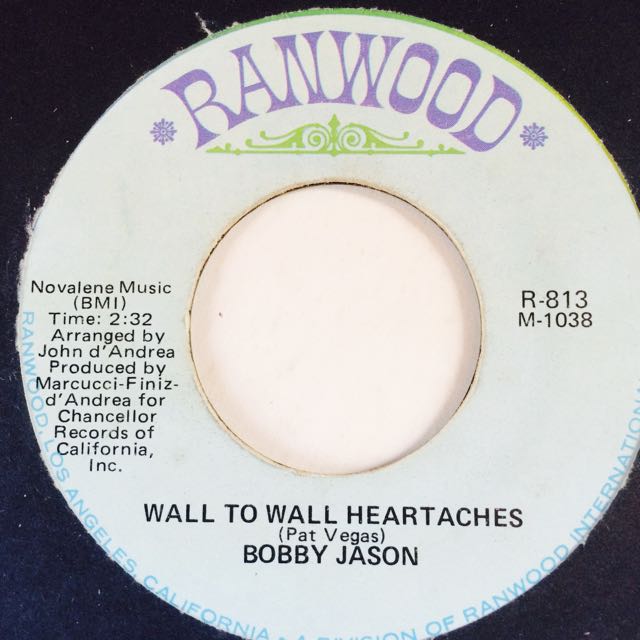 RANWOOD
Novalene Music
(BMI)
Time: 2:32
Arranged by
John d'Andrea
Produced by
Marcucci-Finiz-
d'Andrea for
Chancellor
Records of
California,
Inc.
R-813
M-1038
WALL TO WALL HEARTACHES
(Pat Vegas)
BOBBY JASON
RANWOOD LOS ANGELES, CALIFORNIA • A DIVISION OF RANWOOD INTERNATION